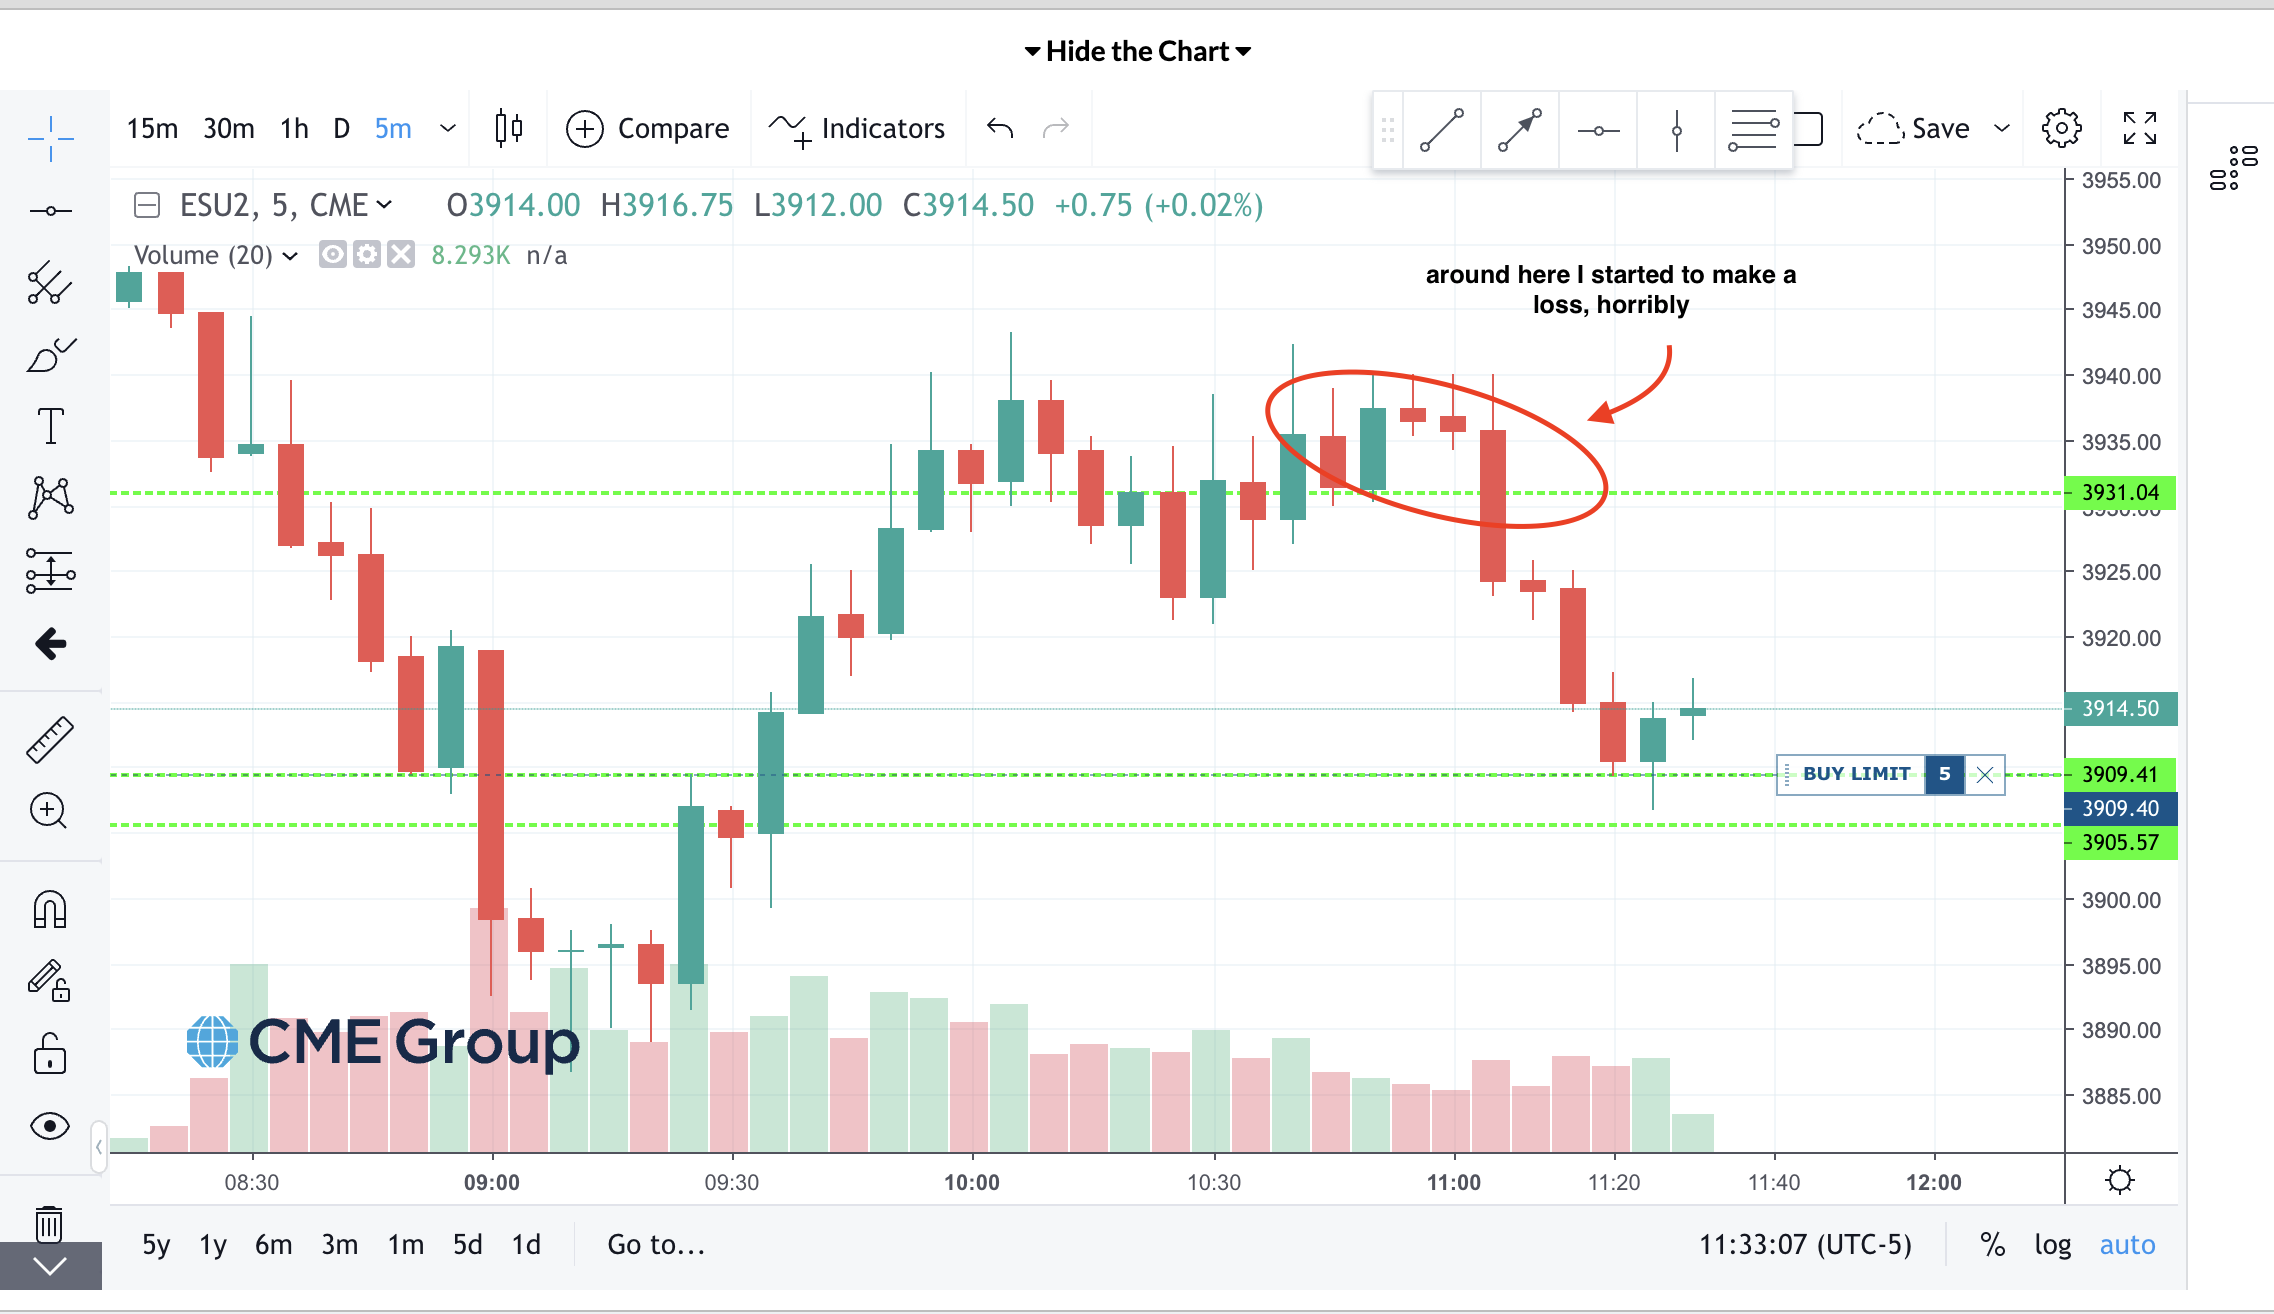 Hide the Chart
15m 30m 1h D 5m Compare Indicators Save
ESU2, 5, CME O3914.00 H3916.75 L3912.00 C3914.50 +0.75 (+0.02%)
Volume (20) 8.293K n/a
around here I started to make a
loss, horribly
3955.00
3950.00
3945.00
3940.00
3935.00
3931.04
3930.00
3925.00
3920.00
3914.50
BUY LIMIT 5
3909.41
3909.40
3905.57
3900.00
3895.00
3890.00
3885.00
CME Group
08:30 09:00 09:30 10:00 10:30 11:00 11:20 11:40 12:00
5y 1y 6m 3m 1m 5d 1d Go to... 11:33:07 (UTC-5) % log auto